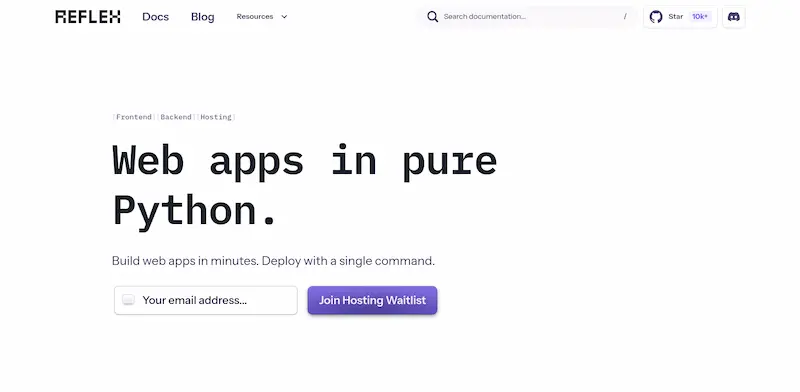 REFLEX Docs Blog Resources Search documentation... / Star 10k+
[Frontend][Backend][Hosting]
Web apps in pure
Python.
Build web apps in minutes. Deploy with a single command.
Your email address... Join Hosting Waitlist